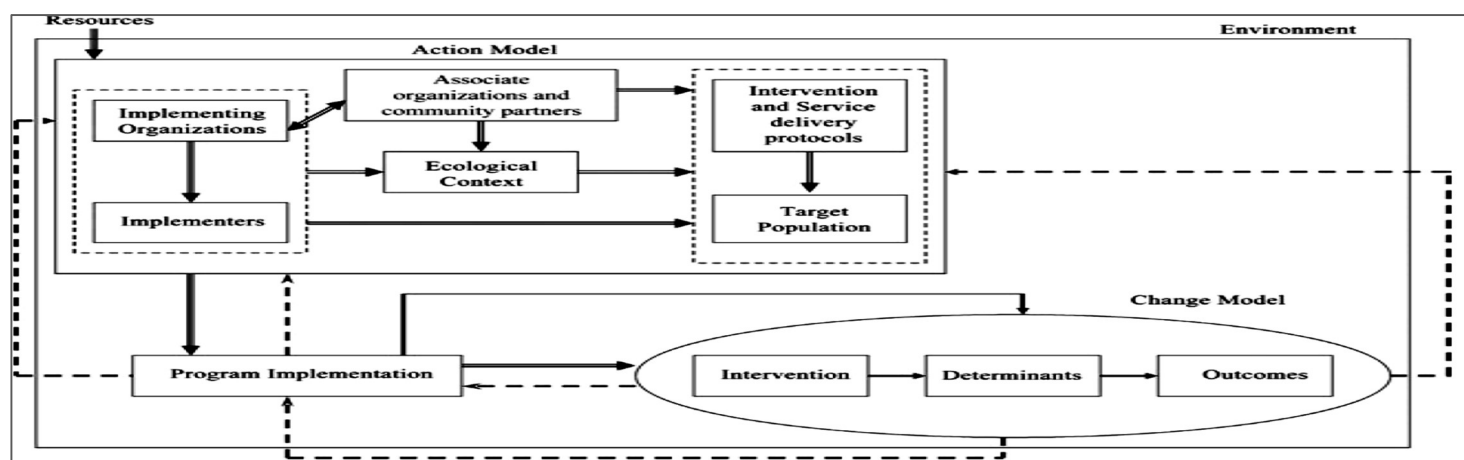 Resources
Environment
Action Model
Associate
organizations and
community partners
Implementing
Organizations
Intervention
and Service
delivery
protocols
Ecological
Context
Implementers
Target
Population
Change Model
Program Implementation
Intervention
Determinants
Outcomes